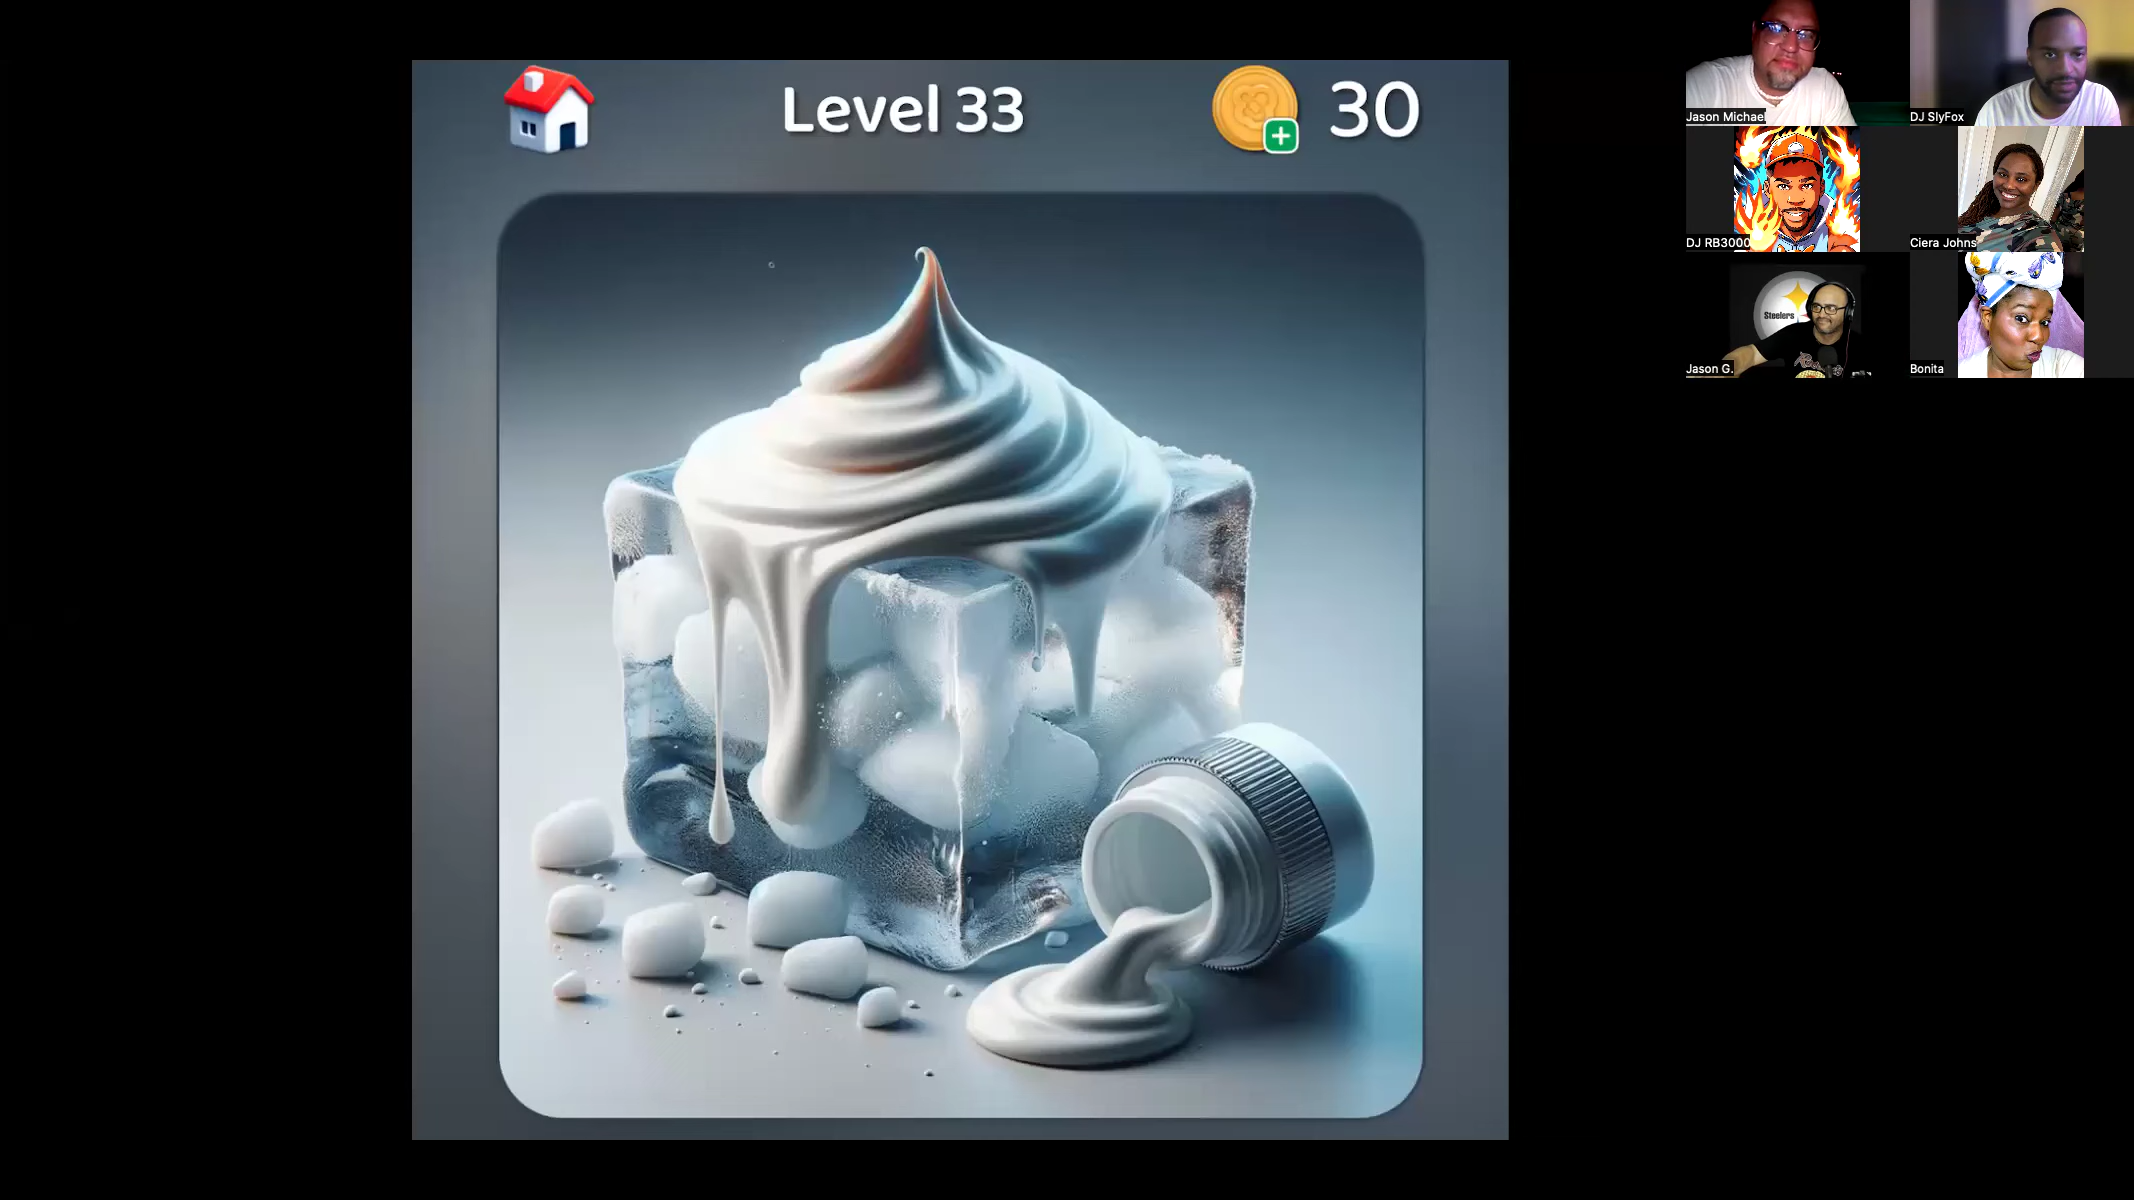 Level 33
30
Jason Michael
DJ SlyFox
DJ RB3000
Ciera Johns
Steelers
Jason G.
Bonita